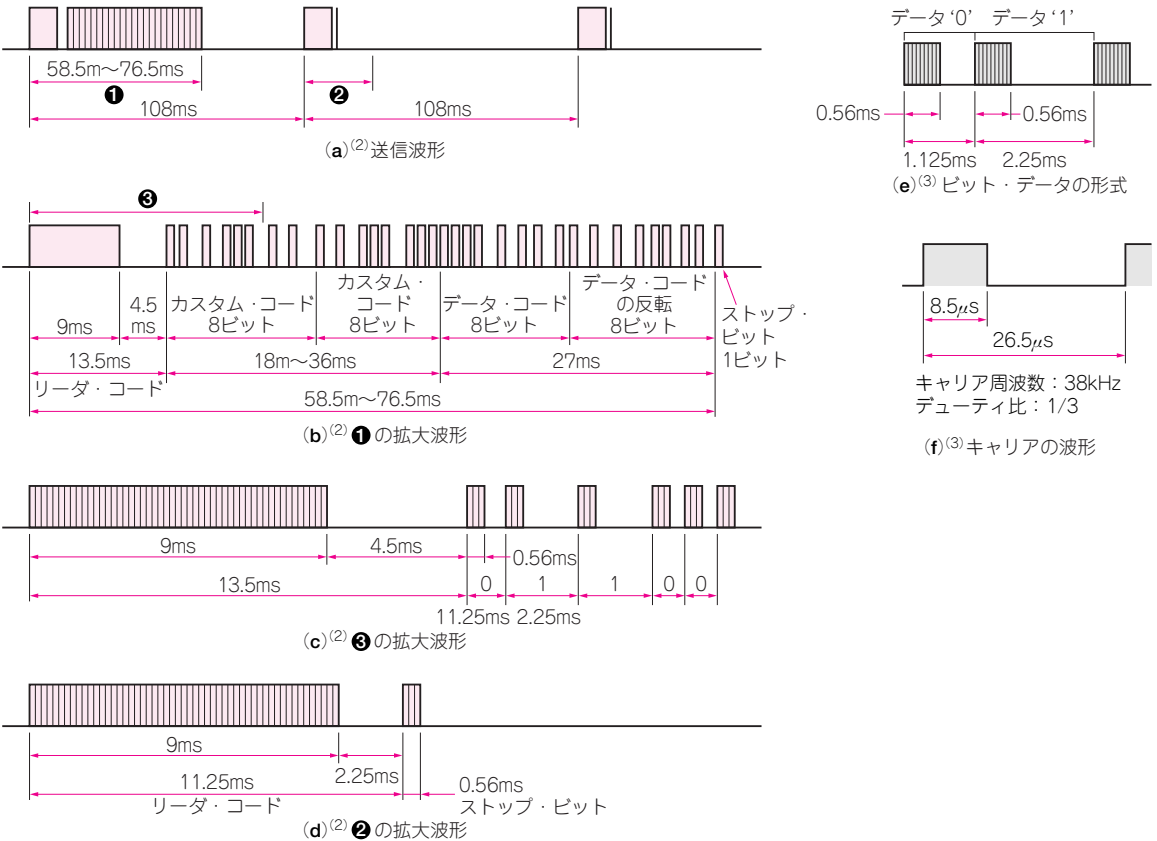 58.5m〜76.5ms
❶
❷
108ms
108ms
(a)(2)送信波形
❸
9ms
4.5
ms
カスタム・コード
8ビット
カスタム・
コード
8ビット
データ・コード
8ビット
データ・コード
の反転
8ビット
ストップ・
ビット
1ビット
13.5ms
18m〜36ms
27ms
リーダ・コード
58.5m〜76.5ms
(b)(2)❶の拡大波形
9ms
4.5ms
0.56ms
13.5ms
0
1
1
0
0
11.25ms
2.25ms
(c)(2)❸の拡大波形
9ms
2.25ms
11.25ms
0.56ms
リーダ・コード
ストップ・ビット
(d)(2)❷の拡大波形
データ‘0’
データ‘1’
0.56ms
0.56ms
1.125ms
2.25ms
(e)(3)ビット・データの形式
8.5μs
26.5μs
キャリア周波数：38kHz
デューティ比：1/3
(f)(3)キャリアの波形